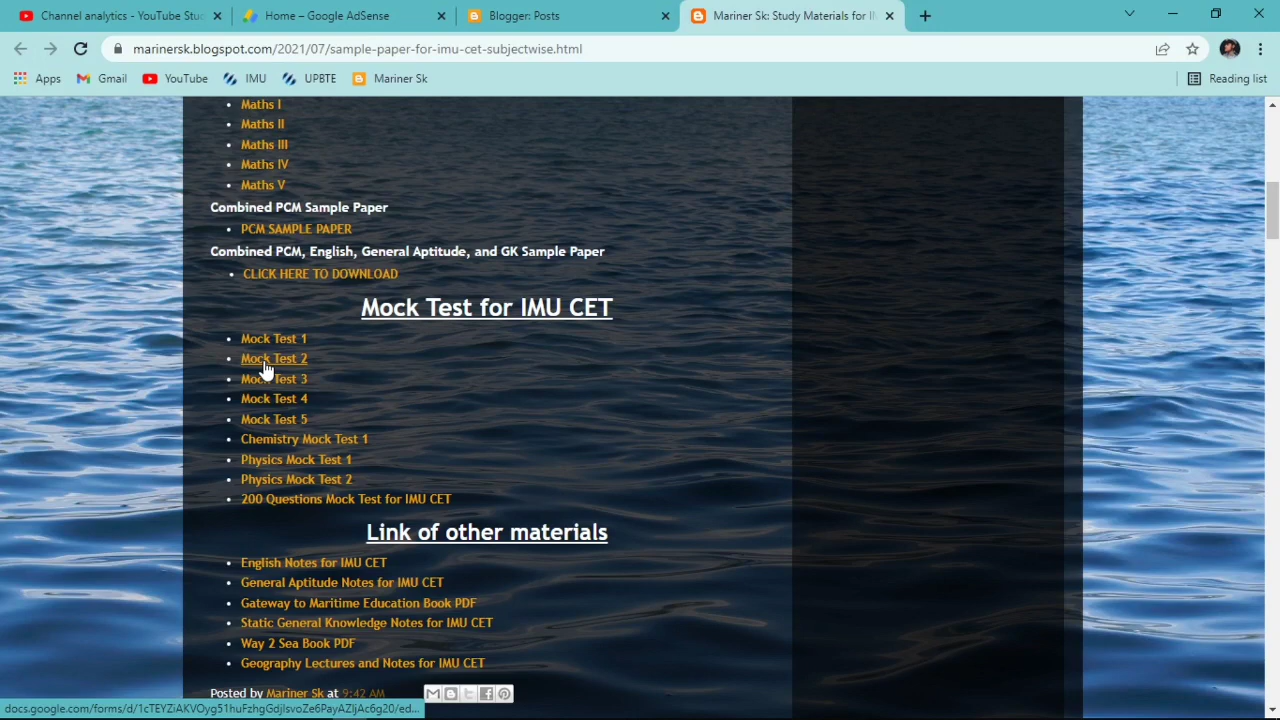 Channel analytics - YouTube Stu
Home – Google AdSense
Blogger: Posts
Mariner Sk: Study Materials for I
marinersk.blogspot.com/2021/07/sample-paper-for-imu-cet-subjectwise.html
Apps
Gmail
YouTube
IMU
UPBTE
Mariner Sk
Reading list
Maths I
Maths II
Maths III
Maths IV
Maths V
Combined PCM Sample Paper
PCM SAMPLE PAPER
Combined PCM, English, General Aptitude, and GK Sample Paper
CLICK HERE TO DOWNLOAD
Mock Test for IMU CET
Mock Test 1
Mock Test 2
Mock Test 3
Mock Test 4
Mock Test 5
Chemistry Mock Test 1
Physics Mock Test 1
Physics Mock Test 2
200 Questions Mock Test for IMU CET
Link of other materials
English Notes for IMU CET
General Aptitude Notes for IMU CET
Gateway to Maritime Education Book PDF
Static General Knowledge Notes for IMU CET
Way 2 Sea Book PDF
Geography Lectures and Notes for IMU CET
Posted by Mariner Sk at 9:42 AM
docs.google.com/forms/d/1cTEYZiAKVOyg51huFzhgGdjlsvoZe6PayAZIjAc6g20/ed...